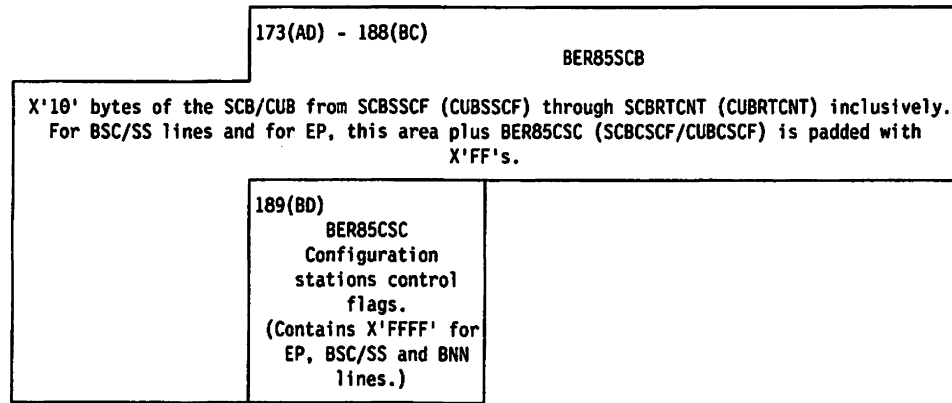 173(AD) - 188(BC)
BER85SCB
X'10' bytes of the SCB/CUB from SCBSSCF (CUBSSCF) through SCBRTCNT (CUBRTCNT) inclusively.
For BSC/SS lines and for EP, this area plus BER85CSC (SCBCSCF/CUBCSCF) is padded with
X'FF's.
189(BD)
BER85CSC
Configuration
stations control
flags.
(Contains X'FFFF' for
EP, BSC/SS and BNN
lines.)